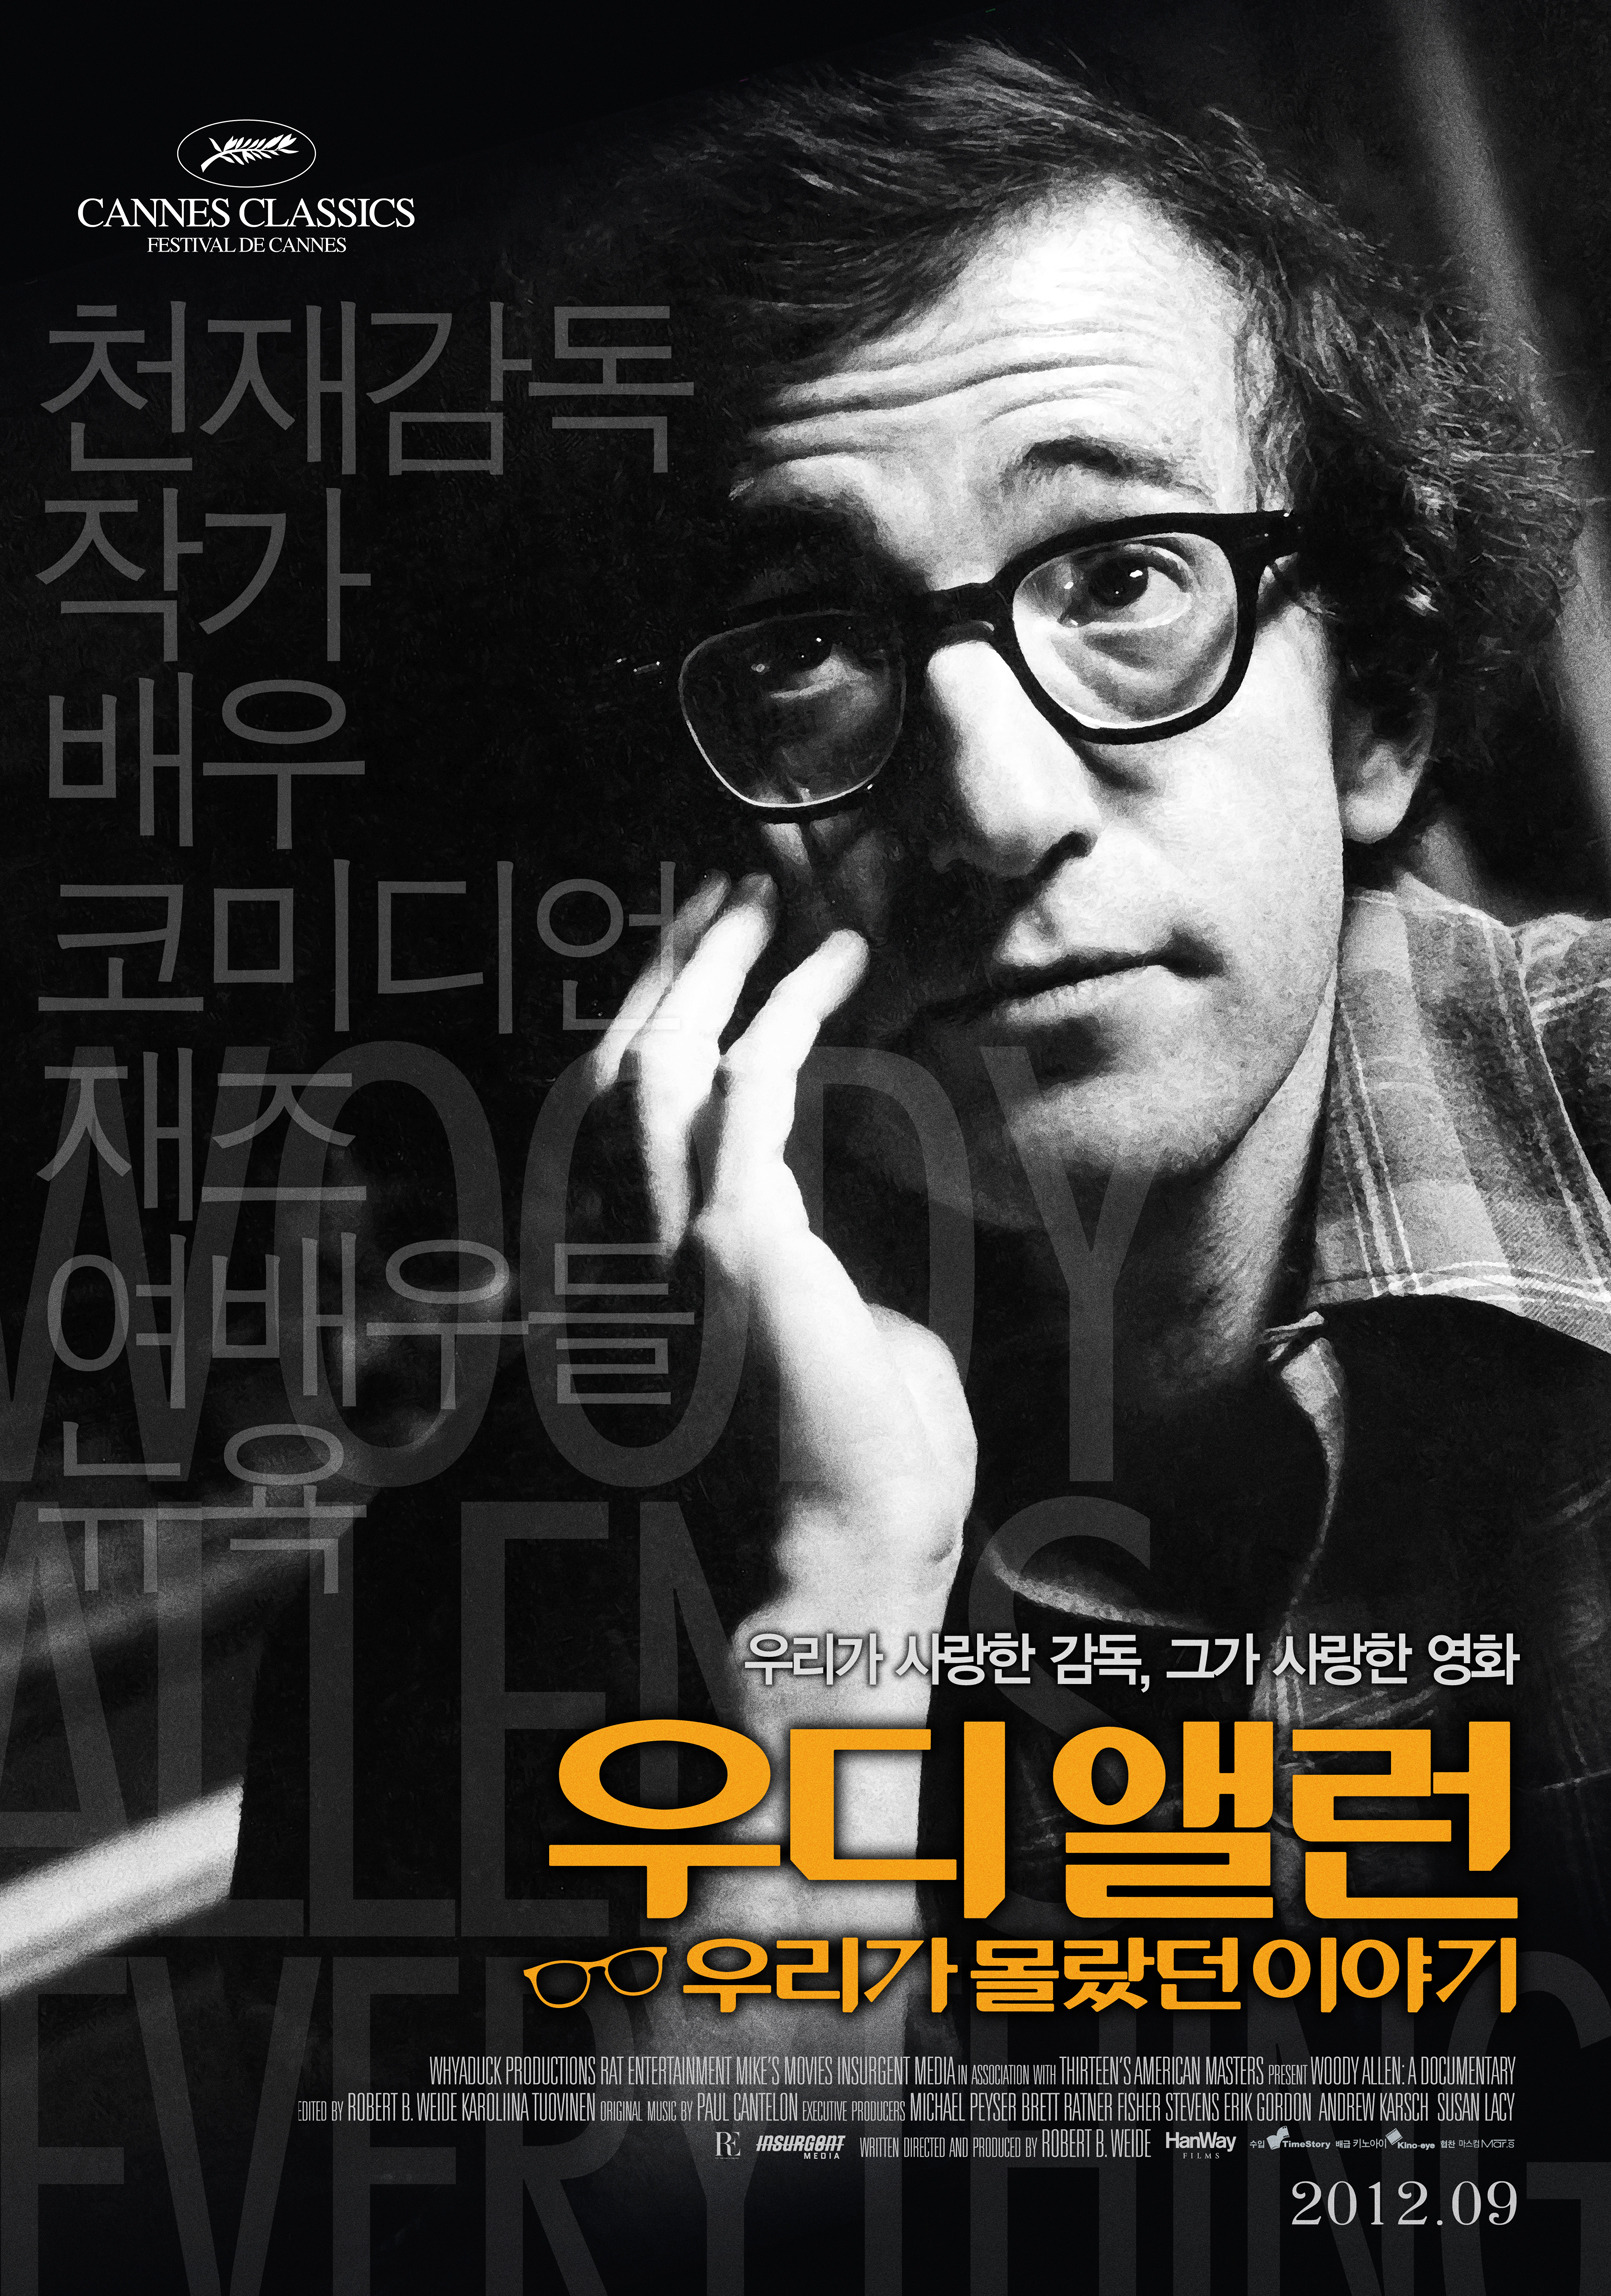 CANNES CLASSICS
FESTIVAL DE CANNES
천재감독
작가
배우
코미디언
재즈
여배우들
뉴욕
WOODY
ALLEN IS
EVERYTHING
우리가 사랑한 감독, 그가 사랑한 영화
우디 앨런
우리가 몰랐던 이야기
WHYADUCK PRODUCTIONS RAT ENTERTAINMENT MIKE'S MOVIES INSURGENT MEDIA IN ASSOCIATION WITH THIRTEEN'S AMERICAN MASTERS PRESENT WOODY ALLEN: A DOCUMENTARY
EDITED BY ROBERT B. WEIDE KAROLIINA TUOVINEN ORIGINAL MUSIC BY PAUL CANTELON EXECUTIVE PRODUCERS MICHAEL PEYSER BRETT RATNER FISHER STEVENS ERIK GORDON ANDREW KARSCH SUSAN LACY
RE INSURGENT MEDIA WRITTEN DIRECTED AND PRODUCED BY ROBERT B. WEIDE HanWay FILMS 수입 TimeStory 배급 키노아이 Kino-eye 협찬 마스컴 Mar.s
2012.09